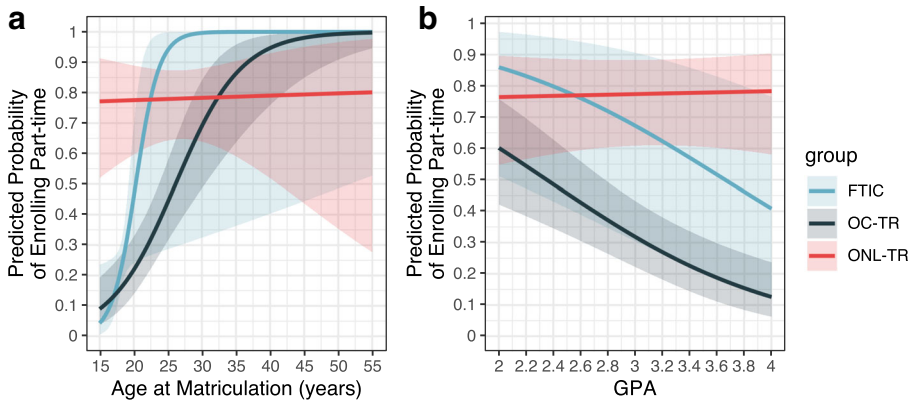 a
Predicted Probability
of Enrolling Part-time
1
0.9
0.8
0.7
0.6
0.5
0.4
0.3
0.2
0.1
0
15 20 25 30 35 40 45 50 55
Age at Matriculation (years)
b
Predicted Probability
of Enrolling Part-time
1
0.9
0.8
0.7
0.6
0.5
0.4
0.3
0.2
0.1
0
2 2.2 2.4 2.6 2.8 3 3.2 3.4 3.6 3.8 4
GPA
group
FTIC
OC-TR
ONL-TR